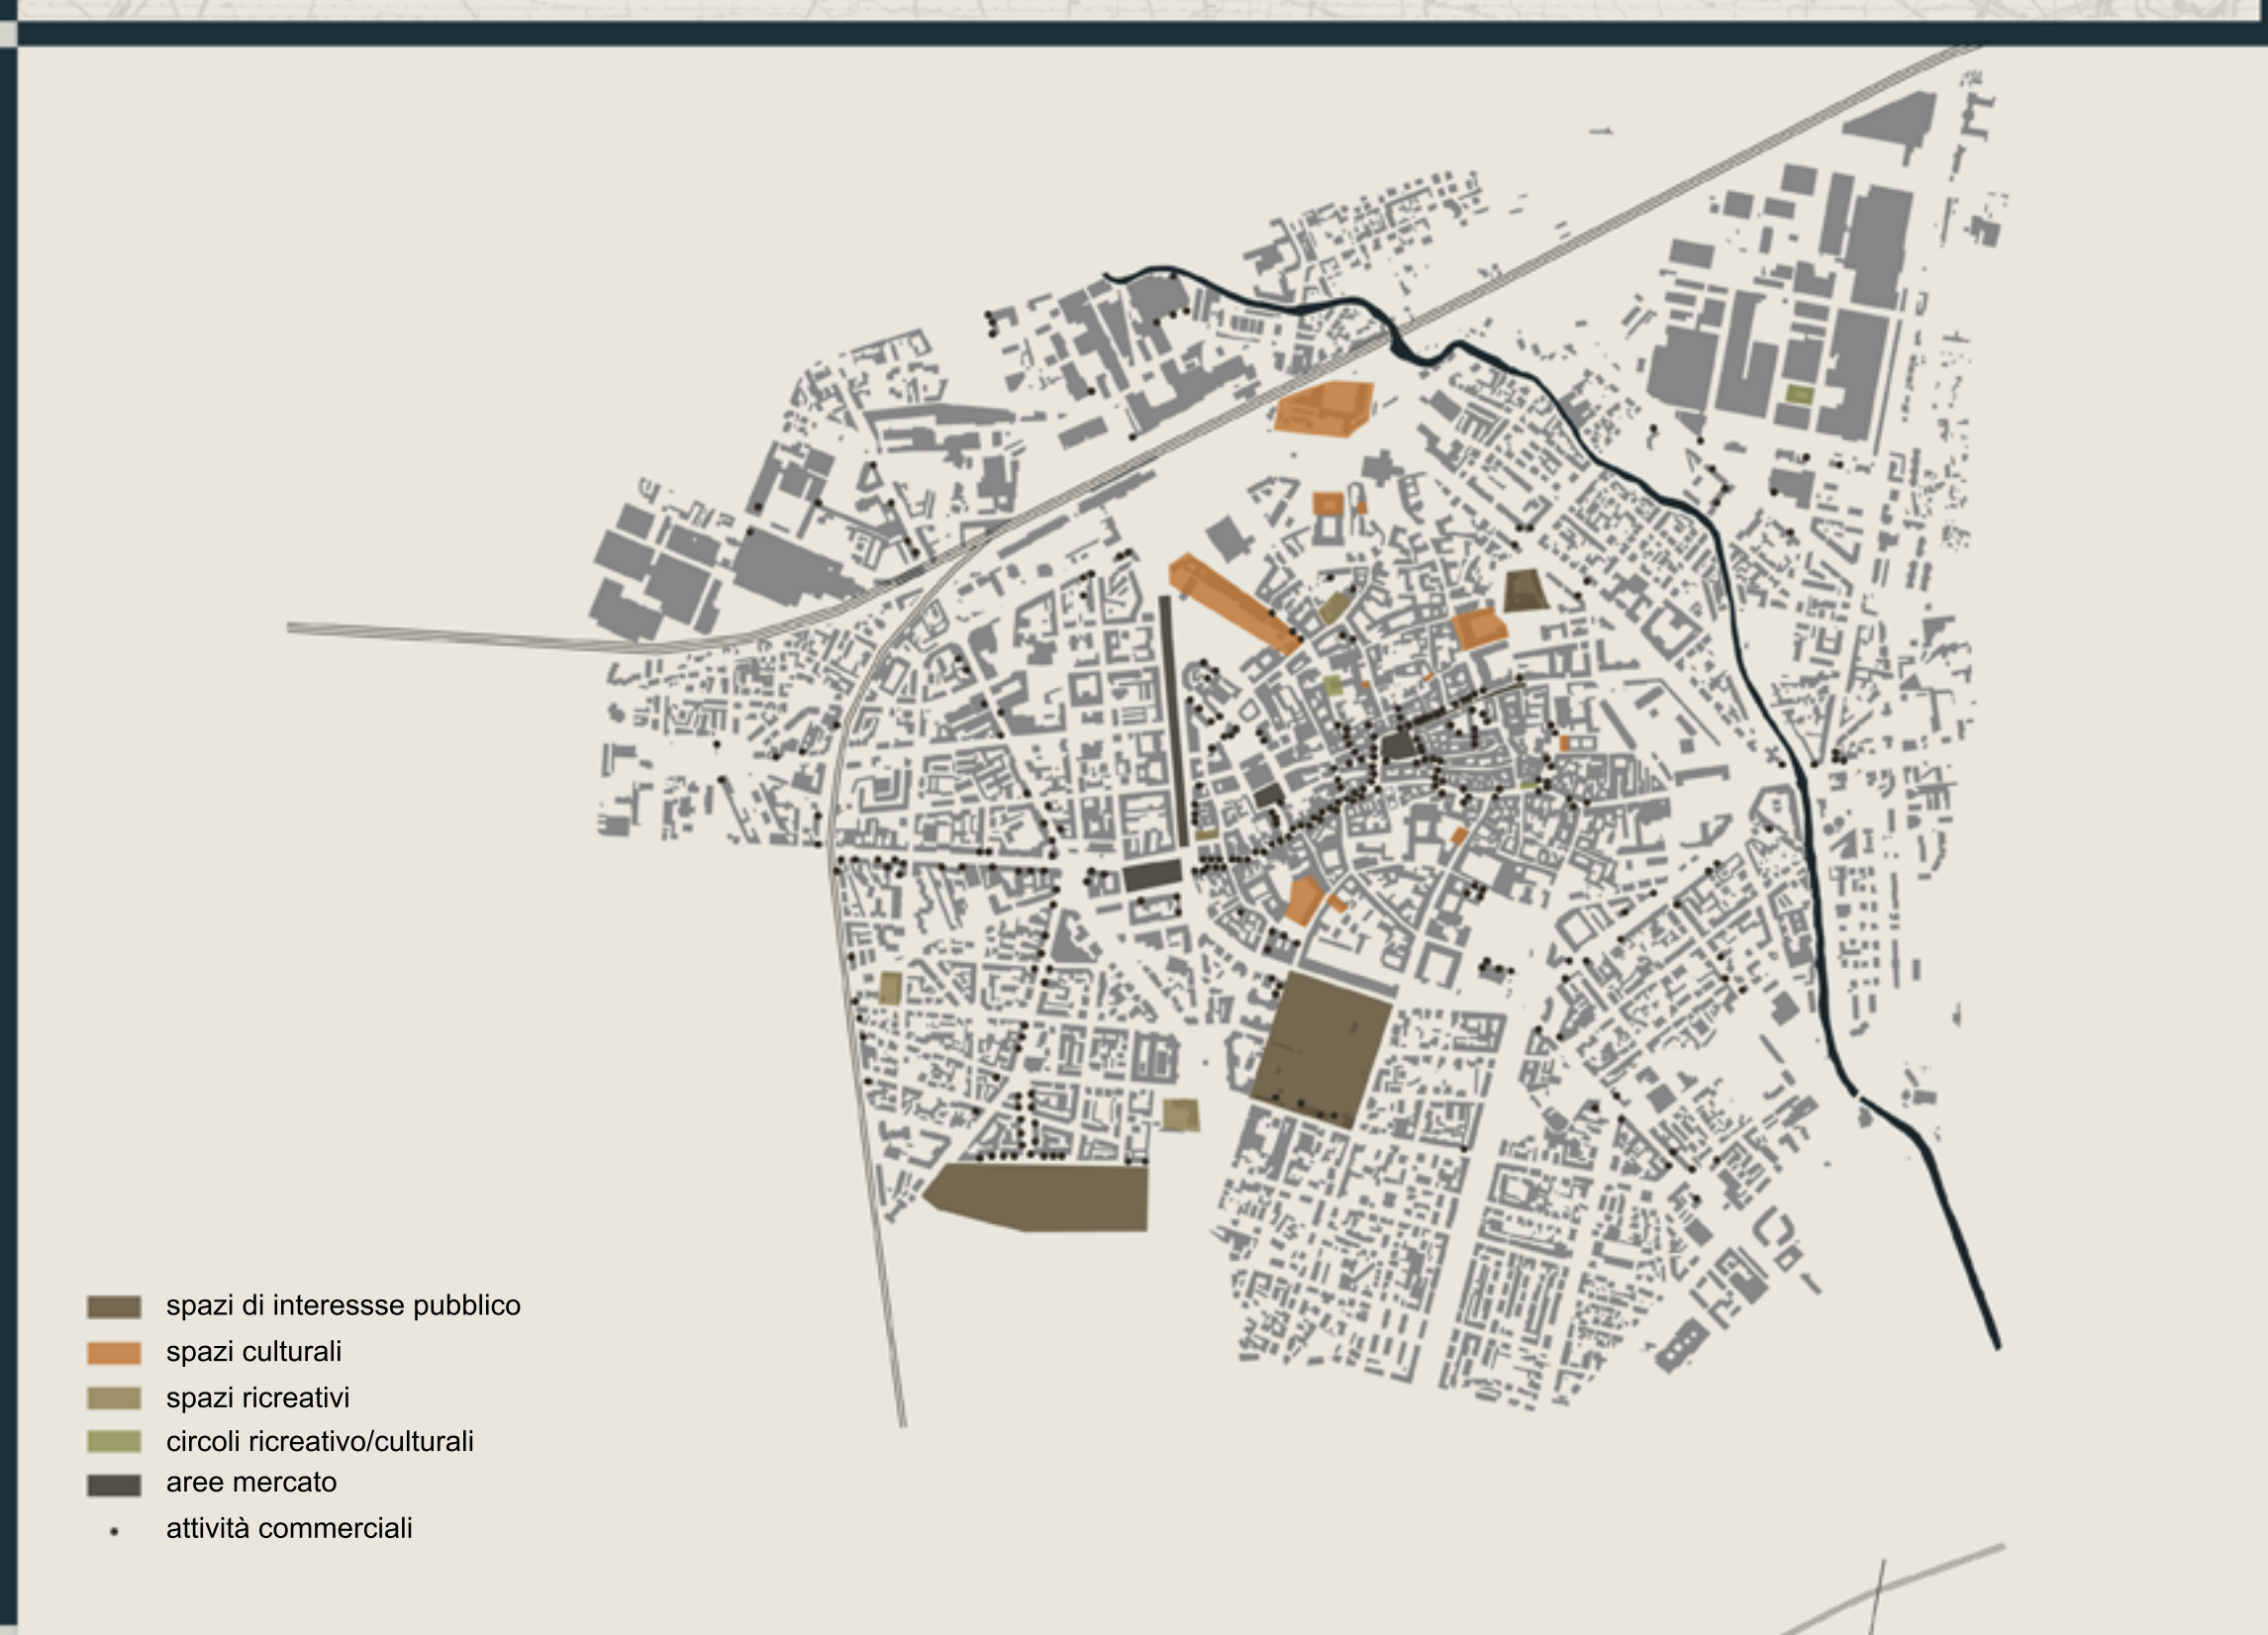 spazi di interessse pubblico
spazi culturali
spazi ricreativi
circoli ricreativo/culturali
aree mercato
attività commerciali